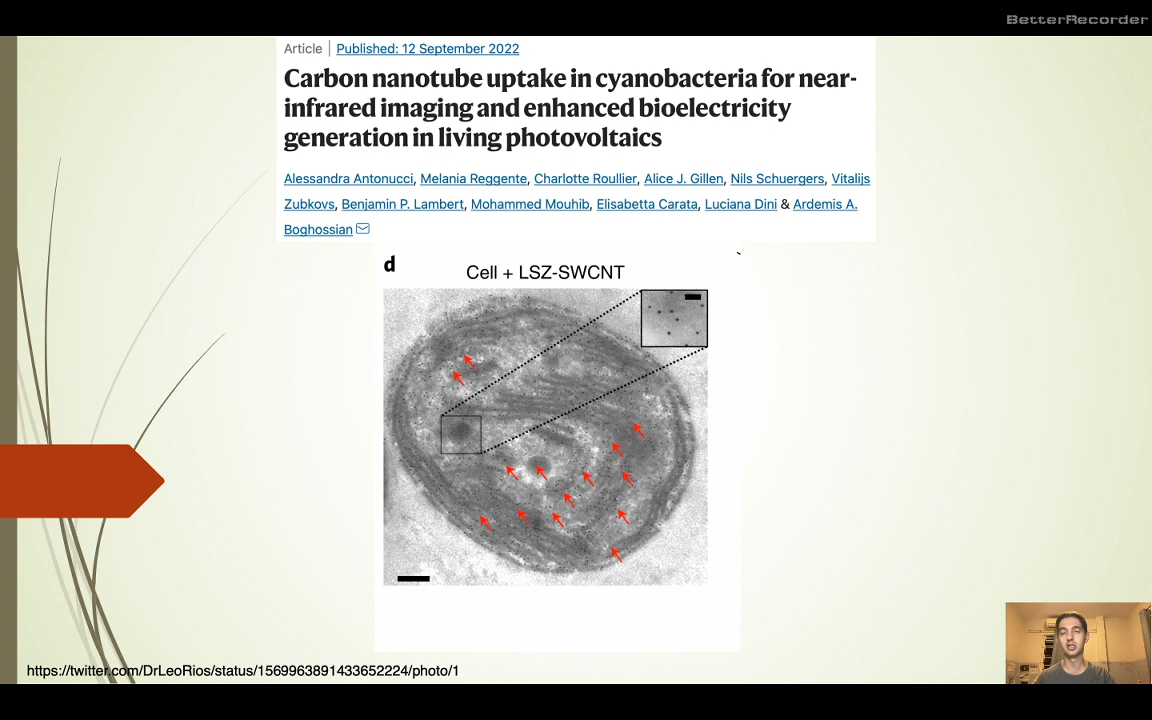 BetterRecorder
Article | Published: 12 September 2022
Carbon nanotube uptake in cyanobacteria for near-
infrared imaging and enhanced bioelectricity
generation in living photovoltaics
Alessandra Antonucci, Melania Reggente, Charlotte Roullier, Alice J. Gillen, Nils Schuergers, Vitalijs
Zubkovs, Benjamin P. Lambert, Mohammed Mouhib, Elisabetta Carata, Luciana Dini & Ardemis A.
Boghossian
d
Cell + LSZ-SWCNT
https://twitter.com/DrLeoRios/status/1569963891433652224/photo/1